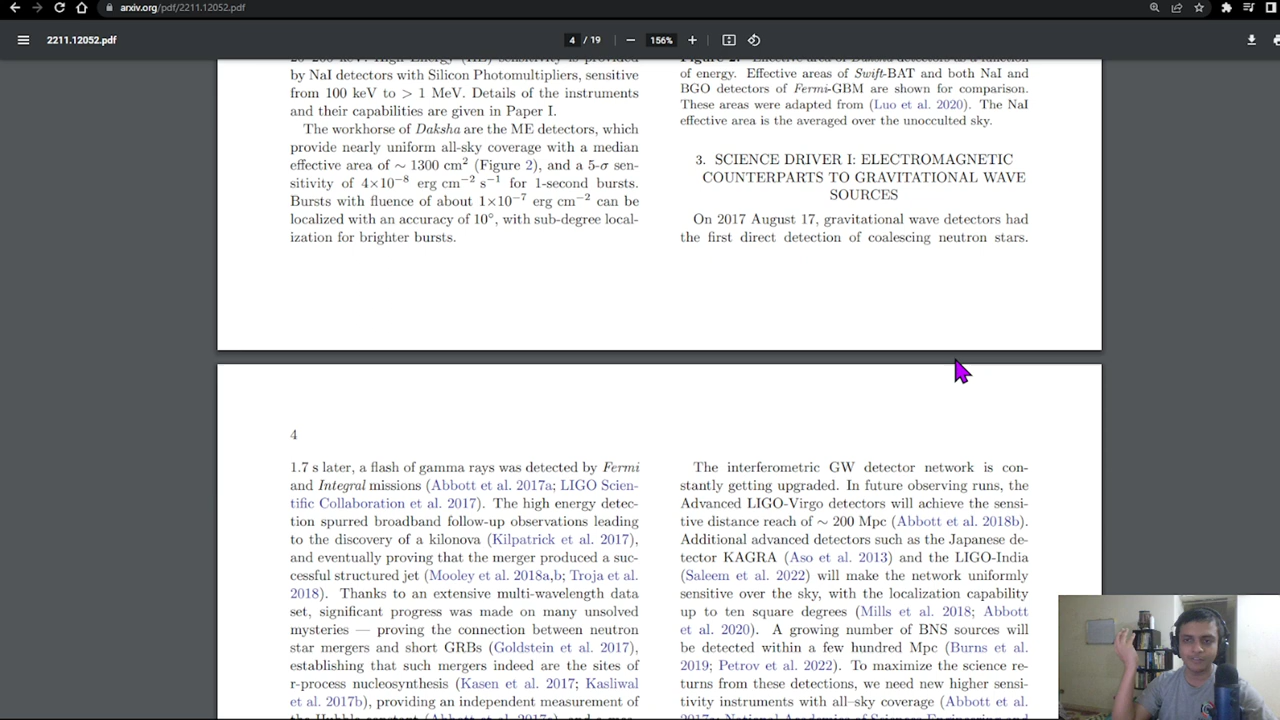 arxiv.org/pdf/2211.12052.pdf
2211.12052.pdf
4 / 19
156%
by NaI detectors with Silicon Photomultipliers, sensitive
from 100 keV to > 1 MeV. Details of the instruments
and their capabilities are given in Paper I.
The workhorse of Daksha are the ME detectors, which
provide nearly uniform all-sky coverage with a median
effective area of ~ 1300 cm² (Figure 2), and a 5-σ sen-
sitivity of 4×10⁻⁸ erg cm⁻² s⁻¹ for 1-second bursts.
Bursts with fluence of about 1×10⁻⁷ erg cm⁻² can be
localized with an accuracy of 10°, with sub-degree local-
ization for brighter bursts.
of energy. Effective areas of Swift-BAT and both NaI and
BGO detectors of Fermi-GBM are shown for comparison.
These areas were adapted from (Luo et al. 2020). The NaI
effective area is the averaged over the unocculted sky.
3. SCIENCE DRIVER I: ELECTROMAGNETIC
COUNTERPARTS TO GRAVITATIONAL WAVE
SOURCES
On 2017 August 17, gravitational wave detectors had
the first direct detection of coalescing neutron stars.
4
1.7 s later, a flash of gamma rays was detected by Fermi
and Integral missions (Abbott et al. 2017a; LIGO Scien-
tific Collaboration et al. 2017). The high energy detec-
tion spurred broadband follow-up observations leading
to the discovery of a kilonova (Kilpatrick et al. 2017),
and eventually proving that the merger produced a suc-
cessful structured jet (Mooley et al. 2018a,b; Troja et al.
2018). Thanks to an extensive multi-wavelength data
set, significant progress was made on many unsolved
mysteries — proving the connection between neutron
star mergers and short GRBs (Goldstein et al. 2017),
establishing that such mergers indeed are the sites of
r-process nucleosynthesis (Kasen et al. 2017; Kasliwal
et al. 2017b), providing an independent measurement of
The interferometric GW detector network is con-
stantly getting upgraded. In future observing runs, the
Advanced LIGO-Virgo detectors will achieve the sensi-
tive distance reach of ~ 200 Mpc (Abbott et al. 2018b).
Additional advanced detectors such as the Japanese de-
tector KAGRA (Aso et al. 2013) and the LIGO-India
(Saleem et al. 2022) will make the network uniformly
sensitive over the sky, with the localization capability
up to ten square degrees (Mills et al. 2018; Abbott
et al. 2020). A growing number of BNS sources will
be detected within a few hundred Mpc (Burns et al.
2019; Petrov et al. 2022). To maximize the science re-
turns from these detections, we need new higher sensi-
tivity instruments with all–sky coverage (Abbott et al.